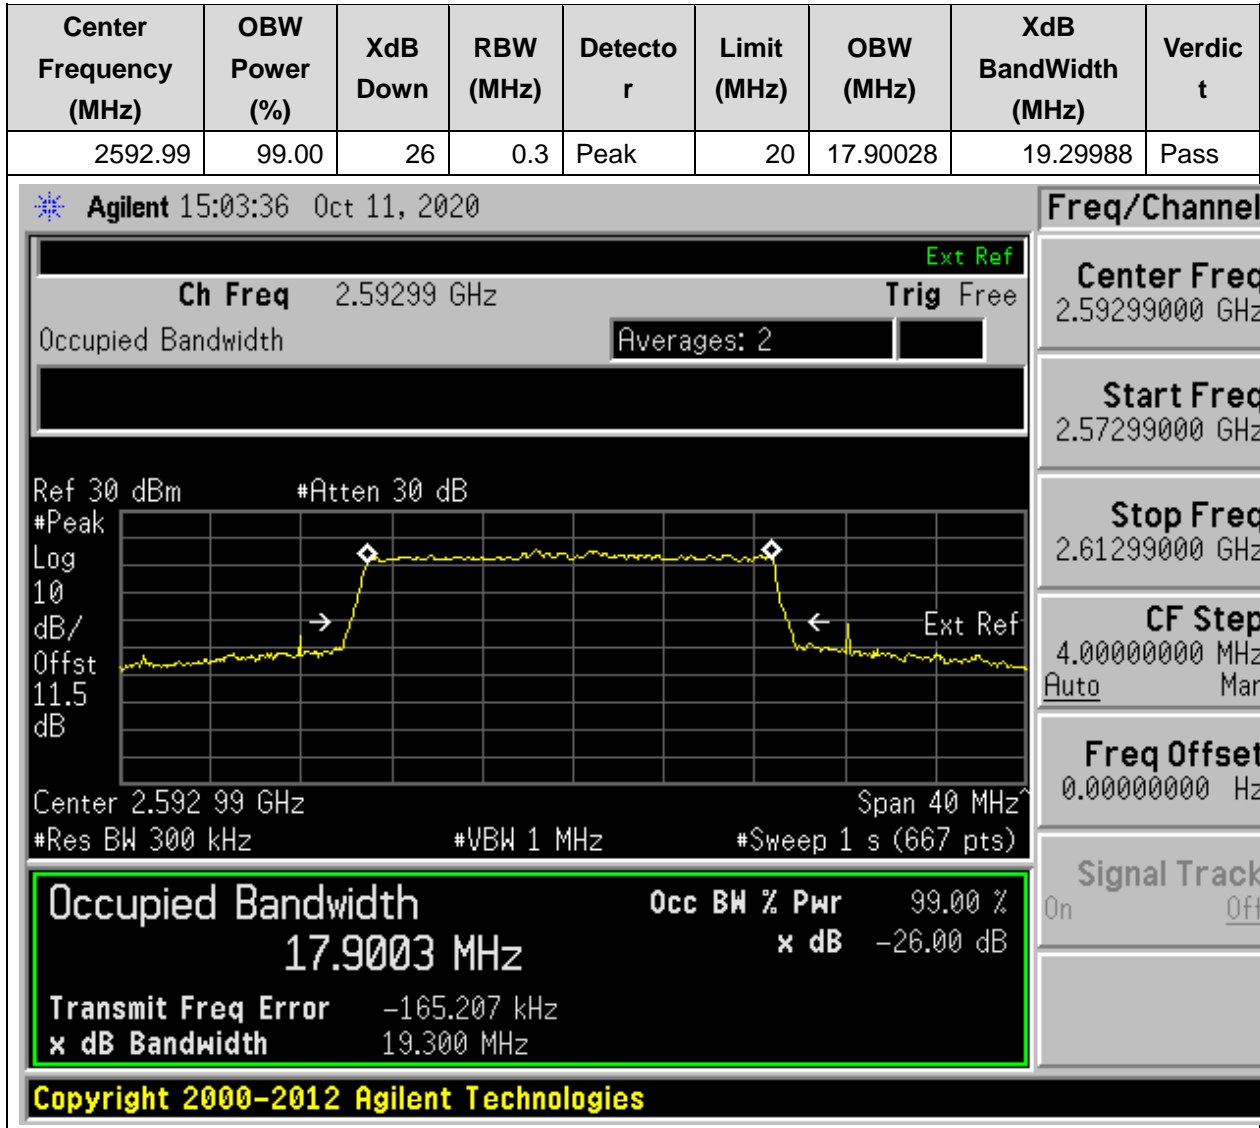 Center Frequency (MHz) OBW Power (%) XdB Down RBW (MHz) Detecto r Limit (MHz) OBW (MHz) XdB BandWidth (MHz) Verdic t
2592.99 99.00 26 0.3 Peak 20 17.90028 19.29988 Pass
Agilent 15:03:36 Oct 11, 2020 Freq/Channel
Ext Ref
Ch Freq 2.59299 GHz Trig Free
Occupied Bandwidth Averages: 2
Center Freq
2.59299000 GHz
Start Freq
2.57299000 GHz
Stop Freq
2.61299000 GHz
CF Step
4.00000000 MHz
Auto Man
Freq Offset
0.00000000 Hz
Signal Track
On Off
Ref 30 dBm #Atten 30 dB
#Peak
Log
10
dB/
Offst
11.5
dB
Ext Ref
Center 2.592 99 GHz Span 40 MHz^
#Res BW 300 kHz #VBW 1 MHz #Sweep 1 s (667 pts)
Occupied Bandwidth Occ BW % Pwr 99.00 %
17.9003 MHz x dB -26.00 dB
Transmit Freq Error -165.207 kHz
x dB Bandwidth 19.300 MHz
Copyright 2000-2012 Agilent Technologies